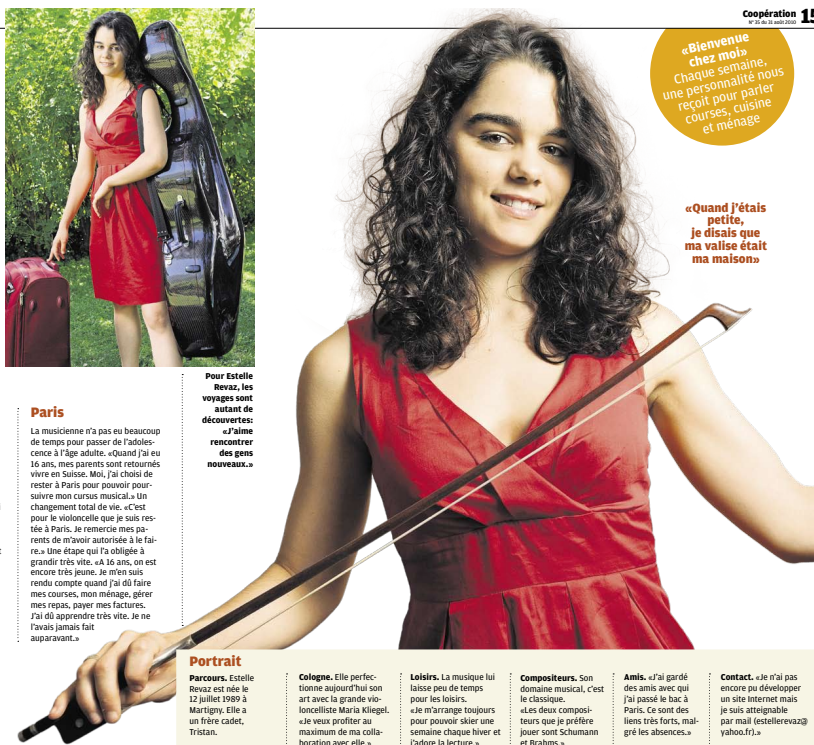 Coopération 15
N° 35 du 31 août 2010
«Bienvenue
chez moi»
Chaque semaine,
une personnalité nous
reçoit pour parler
courses, cuisine
et ménage
«Quand j'étais
petite,
je disais que
ma valise était
ma maison»
Pour Estelle
Revaz, les
voyages sont
autant de
découvertes:
«J'aime
rencontrer
des gens
nouveaux.»
Paris
La musicienne n'a pas eu beaucoup
de temps pour passer de l'adoles-
cence à l'âge adulte. «Quand j'ai eu
16 ans, mes parents sont retournés
vivre en Suisse. Moi, j'ai choisi de
rester à Paris pour pouvoir pour-
suivre mon cursus musical.» Un
changement total de vie. «C'est
pour le violoncelle que je suis res-
tée à Paris. Je remercie mes pa-
rents de m'avoir autorisée à le fai-
re.» Une étape qui l'a obligée à
grandir très vite. «A 16 ans, on est
encore très jeune. Je m'en suis
rendu compte quand j'ai dû faire
mes courses, mon ménage, gérer
mes repas, payer mes factures.
J'ai dû apprendre très vite. Je ne
l'avais jamais fait
auparavant.»
Portrait
Parcours. Estelle
Revaz est née le
12 juillet 1989 à
Martigny. Elle a
un frère cadet,
Tristan.
Cologne. Elle perfec-
tionne aujourd'hui son
art avec la grande vio-
loncelliste Maria Kliegel.
«Je veux profiter au
maximum de ma colla-
boration avec elle.»
Loisirs. La musique lui
laisse peu de temps
pour les loisirs.
«Je m'arrange toujours
pour pouvoir skier une
semaine chaque hiver et
j'adore la lecture.»
Compositeurs. Son
domaine musical, c'est
le classique.
«Les deux composi-
teurs que je préfère
jouer sont Schumann
et Brahms.»
Amis. «J'ai gardé
des amis avec qui
j'ai passé le bac à
Paris. Ce sont des
liens très forts, mal-
gré les absences.»
Contact. «Je n'ai pas
encore pu développer
un site Internet mais
je suis atteignable
par mail (estellerevaz@
yahoo.fr).»